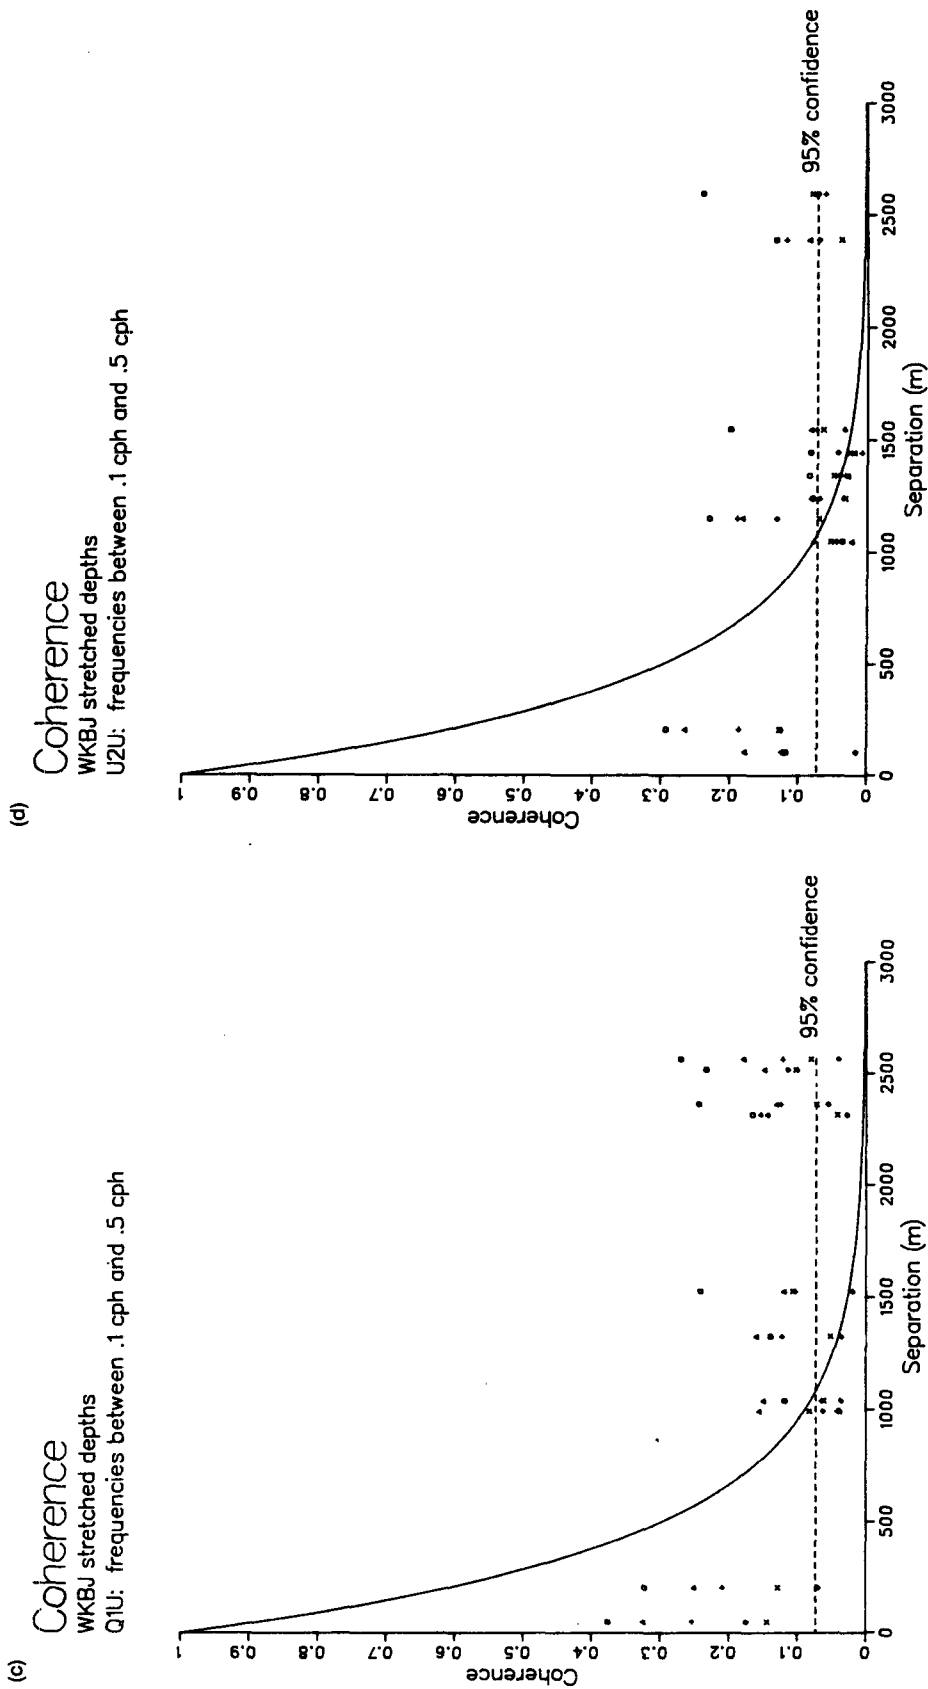 (c)
Coherence
WKBJ stretched depths
Q1U: frequencies between .1 cph and .5 cph
Coherence
1
0.9
0.8
0.7
0.6
0.5
0.4
0.3
0.2
0.1
0
95% confidence
0
500
1000
1500
2000
2500
3000
Separation (m)
(d)
Coherence
WKBJ stretched depths
U2U: frequencies between .1 cph and .5 cph
Coherence
1
0.9
0.8
0.7
0.6
0.5
0.4
0.3
0.2
0.1
0
95% confidence
0
500
1000
1500
2000
2500
3000
Separation (m)